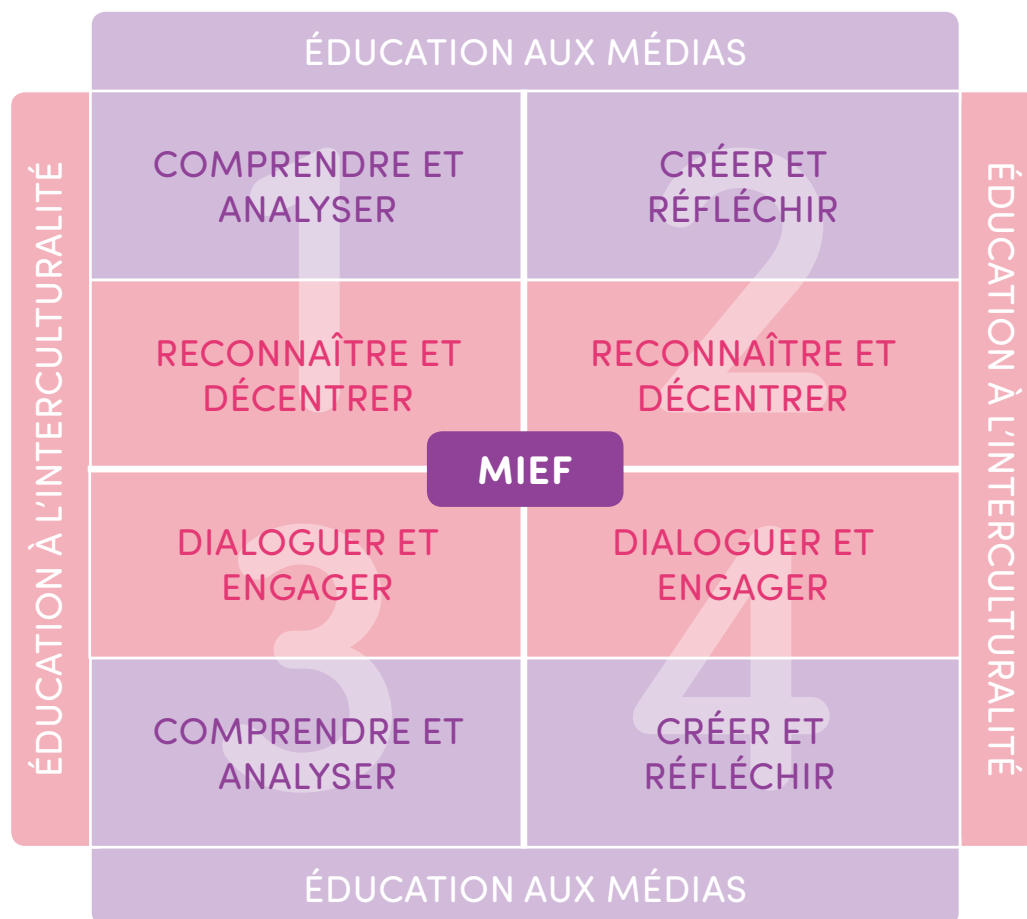 ÉDUCATION AUX MÉDIAS
ÉDUCATION À L'INTERCULTURALITÉ
1
COMPRENDRE ET
ANALYSER
RECONNAÎTRE ET
DÉCENTRER
2
CRÉER ET
RÉFLÉCHIR
RECONNAÎTRE ET
DÉCENTRER
MIEF
3
DIALOGUER ET
ENGAGER
COMPRENDRE ET
ANALYSER
4
DIALOGUER ET
ENGAGER
CRÉER ET
RÉFLÉCHIR
ÉDUCATION À L'INTERCULTURALITÉ
ÉDUCATION AUX MÉDIAS